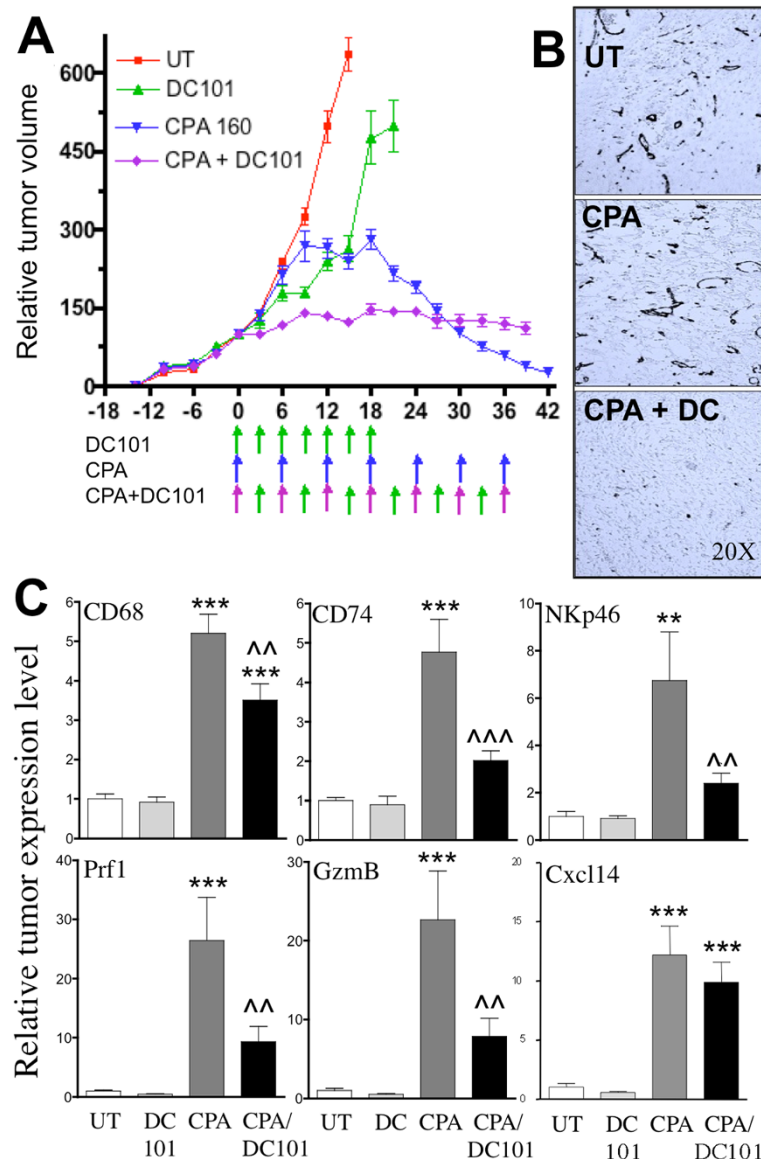 A
UT
DC101
CPA 160
CPA + DC101
Relative tumor volume
600
450
300
150
0
-18 -12 -6 0 6 12 18 24 30 36 42
DC101
CPA
CPA+DC101
B
UT
CPA
CPA + DC
20X
C
Relative tumor expression level
CD68
***
^^
***
6
5
4
3
2
1
0
CD74
***
^^^
6
5
4
3
2
1
0
NKp46
**
^^
10
8
6
4
2
0
Prf1
***
^^
40
30
20
10
0
GzmB
***
^^
30
20
10
0
Cxcl14
***
***
20
15
10
5
0
UT DC 101 CPA CPA/ DC101
UT DC 101 CPA CPA/ DC101
UT DC 101 CPA CPA/ DC101